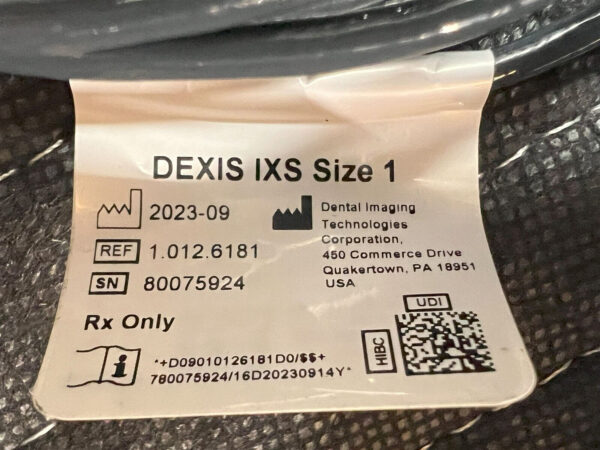 DEXIS IXS Size 1
2023-09
REF 1.012.6181
SN 80075924
Dental Imaging
Technologies
Corporation,
450 Commerce Drive
Quakertown, PA 18951
USA
Rx Only
*+D09010126181D0/$$+
780075924/16D20230914Y*
HIBC
UDI